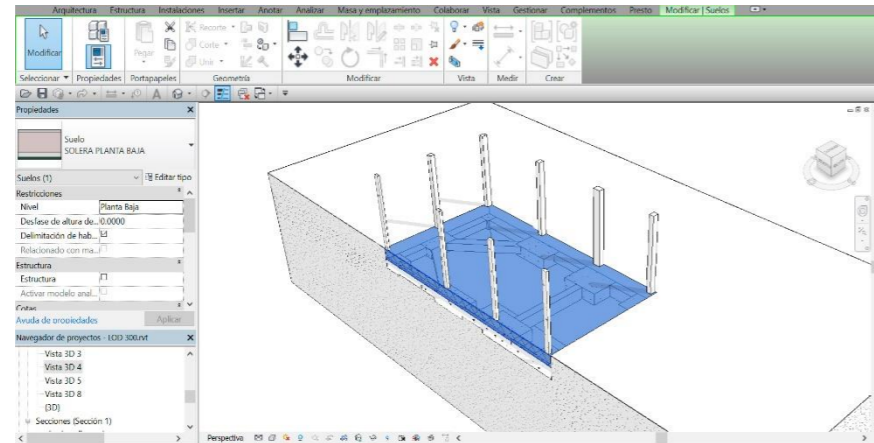 Arquitectura Estructura Instalaciones Insertar Anotar Analizar Masa y emplazamiento Colaborar Vista Gestionar Complementos Presto Modificar | Suelos
Modificar
Pegar
Recorte
Corte
Unir
Seleccionar Propiedades Portapapeles Geometría Modificar Vista Medir Crear
Propiedades
Suelo
SOLERA PLANTA BAJA
Suelos (1) Editar tipo
Restricciones
Nivel Planta Baja
Desfase de altura de... 0.0000
Delimitación de hab...
Relacionado con ma...
Estructura
Estructura
Activar modelo anal...
Cotas
Ayuda de propiedades Aplicar
Navegador de proyectos - LOD 300.rvt
Vista 3D 3
Vista 3D 4
Vista 3D 5
Vista 3D 8
{3D}
Secciones (Sección 1)
Perspectiva